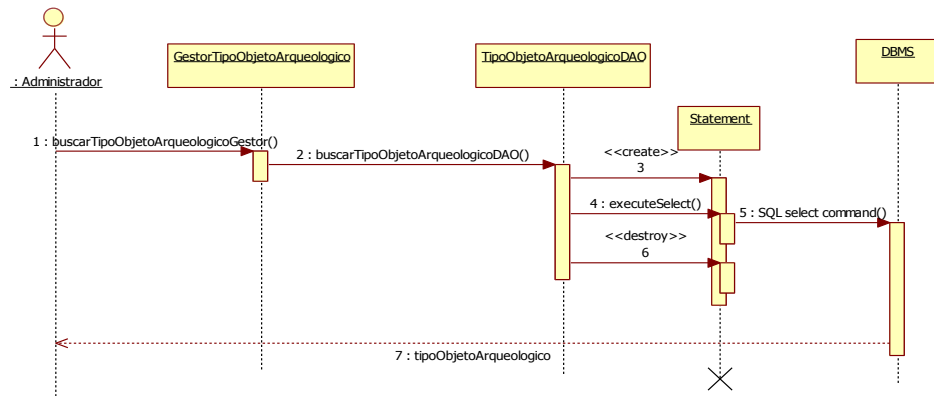 : Administrador
GestorTipoObjetoArqueologico
TipoObjetoArqueologicoDAO
DBMS
Statement
1 : buscarTipoObjetoArqueologicoGestor()
2 : buscarTipoObjetoArqueologicoDAO()
<<create>>
3
4 : executeSelect()
5 : SQL select command()
<<destroy>>
6
7 : tipoObjetoArqueologico